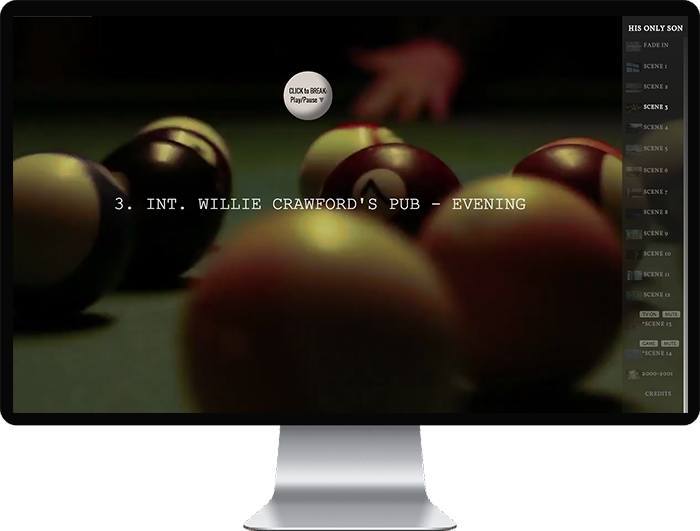 HIS ONLY SON
FADE IN
SCENE 1
SCENE 2
SCENE 3
SCENE 4
SCENE 5
SCENE 6
SCENE 7
SCENE 8
SCENE 9
SCENE 10
SCENE 11
SCENE 12
TV ON MUTE
*SCENE 13
GAME MUTE
*SCENE 14
2000-2001
CREDITS
CLICK to BREAK
Play/Pause ▼
3. INT. WILLIE CRAWFORD'S PUB - EVENING